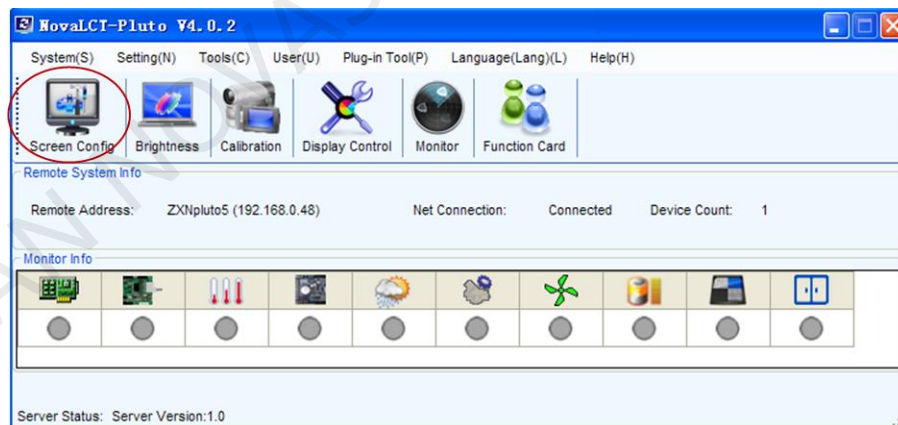 NovaLCT-Pluto V4.0.2
System(S) Setting(N) Tools(C) User(U) Plug-in Tool(P) Language(Lang)(L) Help(H)
Screen Config Brightness Calibration Display Control Monitor Function Card
Remote System Info
Remote Address: ZXNpluto5 (192.168.0.48) Net Connection: Connected Device Count: 1
Monitor Info
Server Status: Server Version:1.0